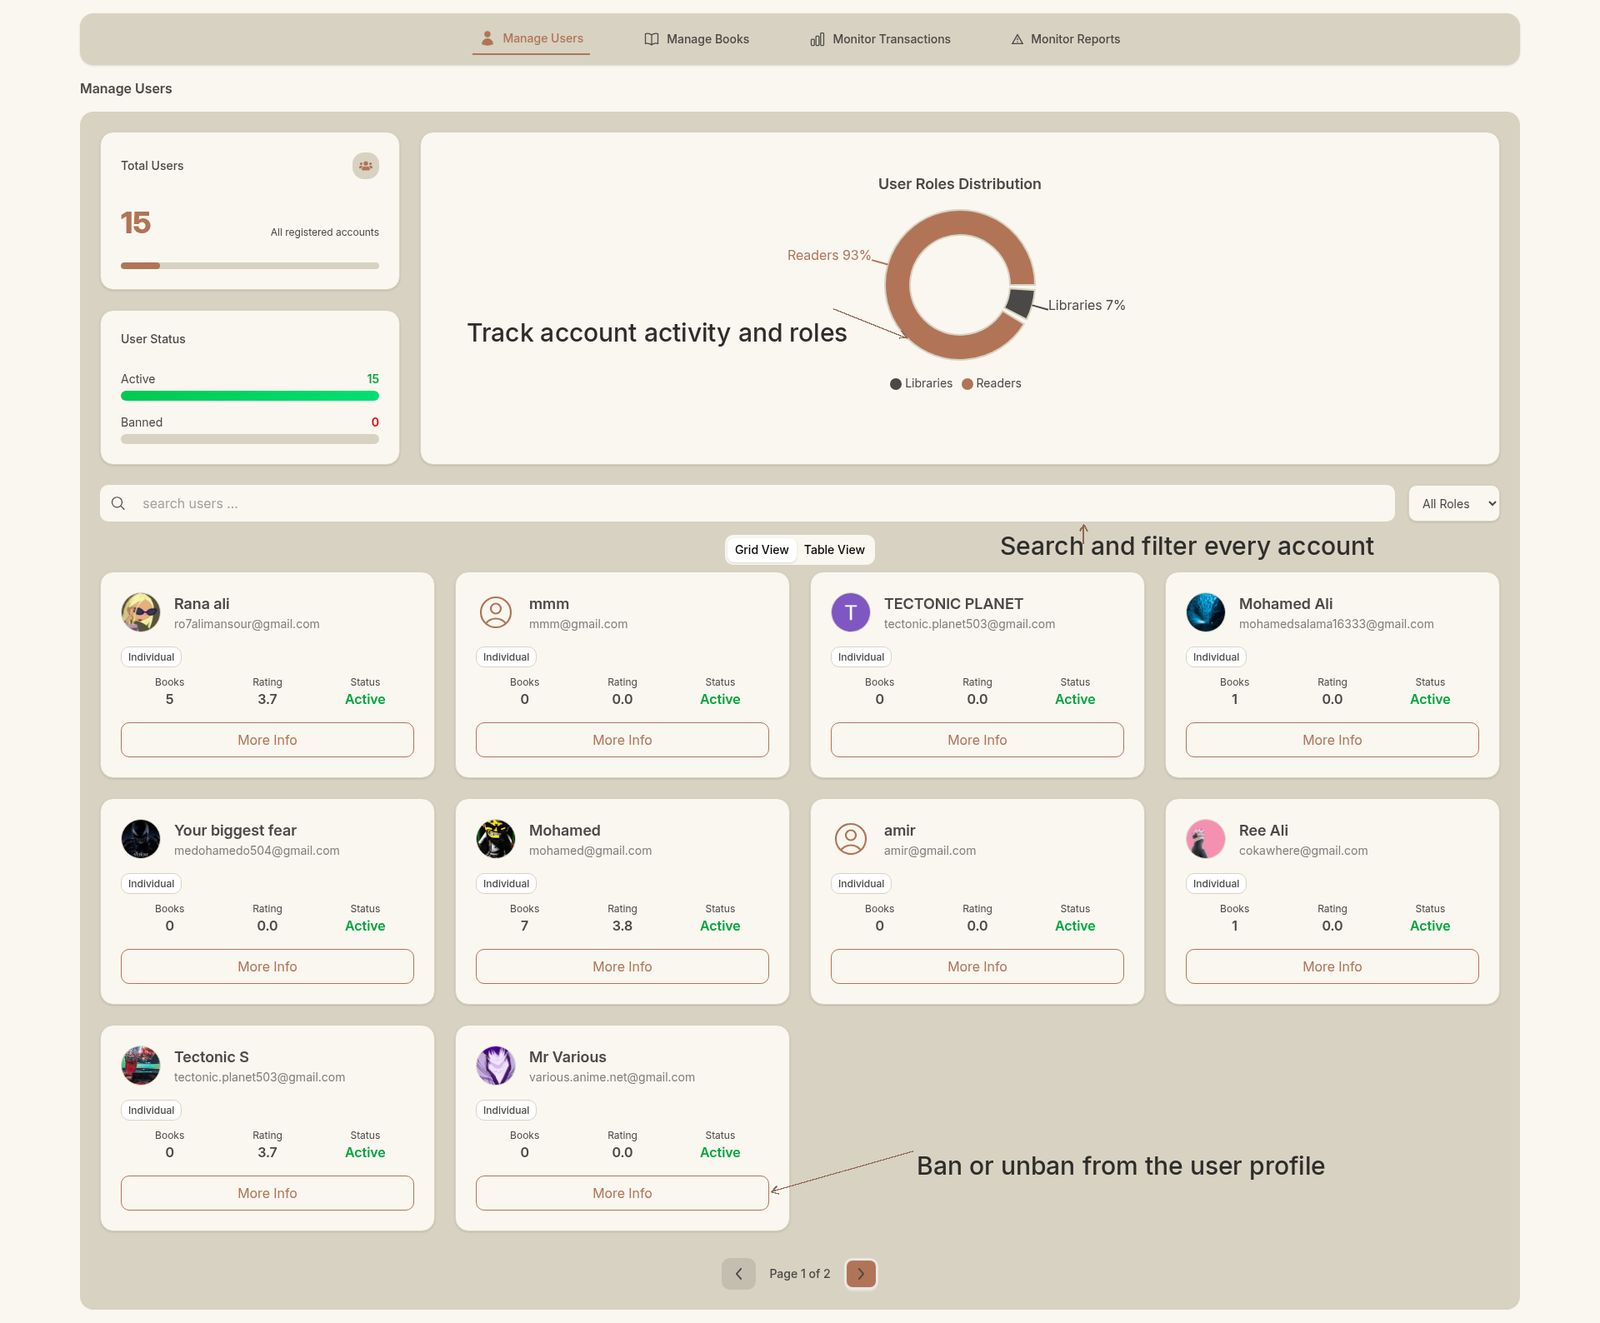 Manage Users
Manage Books
Monitor Transactions
Monitor Reports
Manage Users
Total Users
15
All registered accounts
User Status
Active
15
Banned
0
User Roles Distribution
Readers 93%
Libraries 7%
Track account activity and roles
Libraries
Readers
search users ...
All Roles
Search and filter every account
Grid View
Table View
Rana ali
ro7alimansour@gmail.com
Individual
Books
Rating
Status
5
3.7
Active
More Info
mmm
mmm@gmail.com
Individual
Books
Rating
Status
0
0.0
Active
More Info
TECTONIC PLANET
tectonic.planet503@gmail.com
Individual
Books
Rating
Status
0
0.0
Active
More Info
T
Mohamed Ali
mohamedsalama16333@gmail.com
Individual
Books
Rating
Status
1
0.0
Active
More Info
Your biggest fear
medohamedo504@gmail.com
Individual
Books
Rating
Status
0
0.0
Active
More Info
Mohamed
mohamed@gmail.com
Individual
Books
Rating
Status
7
3.8
Active
More Info
amir
amir@gmail.com
Individual
Books
Rating
Status
0
0.0
Active
More Info
Ree Ali
cokawhere@gmail.com
Individual
Books
Rating
Status
1
0.0
Active
More Info
Tectonic S
tectonic.planet503@gmail.com
Individual
Books
Rating
Status
0
3.7
Active
More Info
Mr Various
various.anime.net@gmail.com
Individual
Books
Rating
Status
0
0.0
Active
More Info
Ban or unban from the user profile
Page 1 of 2